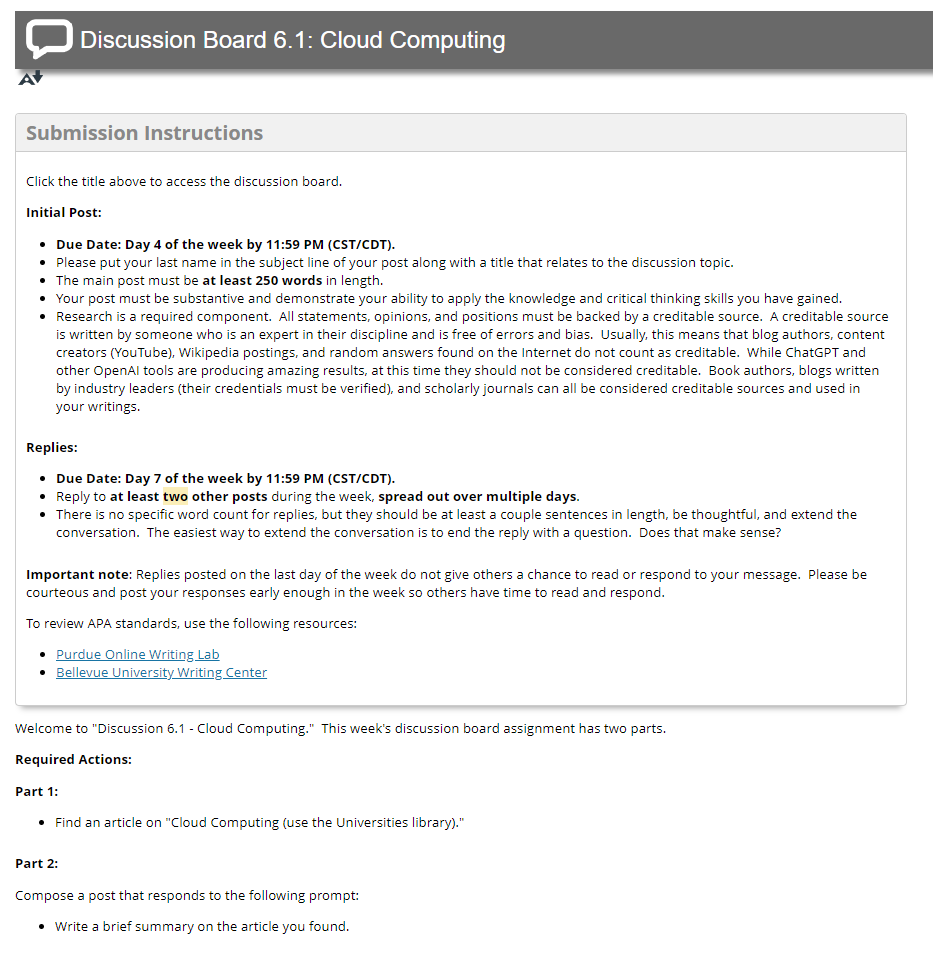 Discussion Board 6.1: Cloud Computing
A
Submission Instructions
Click the title above to access the discussion board.
Initial Post:
• Due Date: Day 4 of the week by 11:59 PM (CST/CDT).
• Please put your last name in the subject line of your post along with a title that relates to the discussion topic.
• The main post must be at least 250 words in length.
• Your post must be substantive and demonstrate your ability to apply the knowledge and critical thinking skills you have gained.
• Research is a required component.  All statements, opinions, and positions must be backed by a creditable source.  A creditable source
is written by someone who is an expert in their discipline and is free of errors and bias.  Usually, this means that blog authors, content
creators (YouTube), Wikipedia postings, and random answers found on the Internet do not count as creditable.  While ChatGPT and
other OpenAI tools are producing amazing results, at this time they should not be considered creditable.  Book authors, blogs written
by industry leaders (their credentials must be verified), and scholarly journals can all be considered creditable sources and used in
your writings.
Replies:
• Due Date: Day 7 of the week by 11:59 PM (CST/CDT).
• Reply to at least two other posts during the week, spread out over multiple days.
• There is no specific word count for replies, but they should be at least a couple sentences in length, be thoughtful, and extend the
conversation.  The easiest way to extend the conversation is to end the reply with a question.  Does that make sense?
Important note: Replies posted on the last day of the week do not give others a chance to read or respond to your message.  Please be
courteous and post your responses early enough in the week so others have time to read and respond.
To review APA standards, use the following resources:
• Purdue Online Writing Lab
• Bellevue University Writing Center
Welcome to "Discussion 6.1 - Cloud Computing."  This week's discussion board assignment has two parts.
Required Actions:
Part 1:
• Find an article on "Cloud Computing (use the Universities library)."
Part 2:
Compose a post that responds to the following prompt:
• Write a brief summary on the article you found.